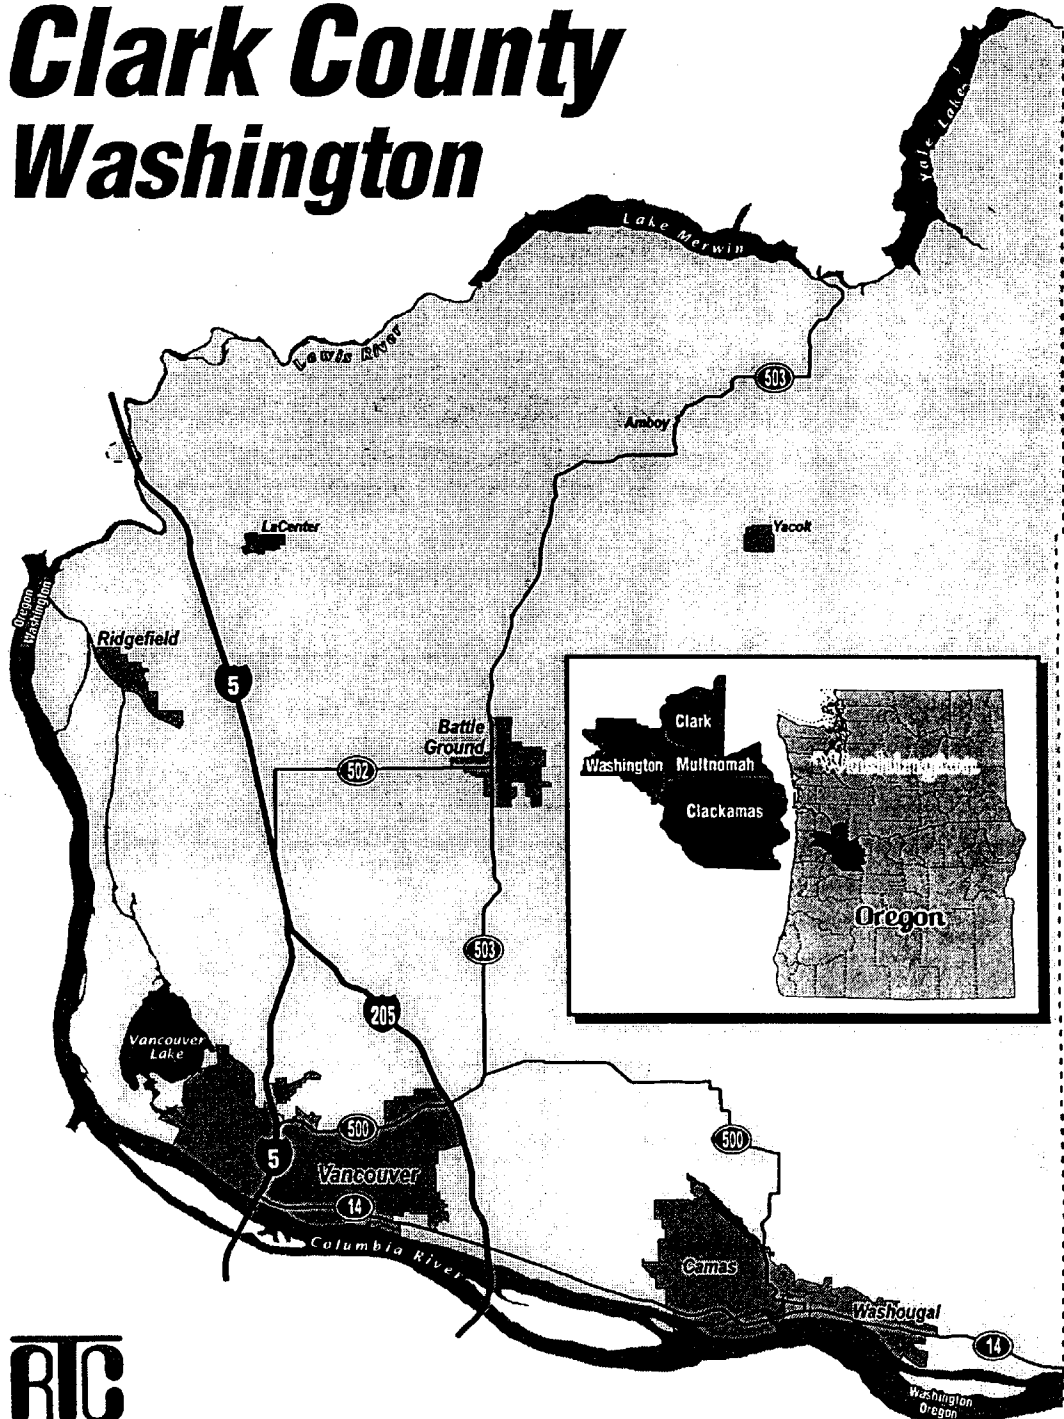 Clark County
Washington
Yale Lake
Lake Merwin
Lewis River
503
Amboy
LaCenter
Yacolt
Oregon
Washington
Ridgefield
5
Battle
Ground
502
Clark
Washington
Multnomah
Clackamas
Washington
Oregon
503
205
Vancouver
Lake
500
5
Vancouver
500
14
Columbia River
Camas
Washougal
14
Washington
Oregon
RTC